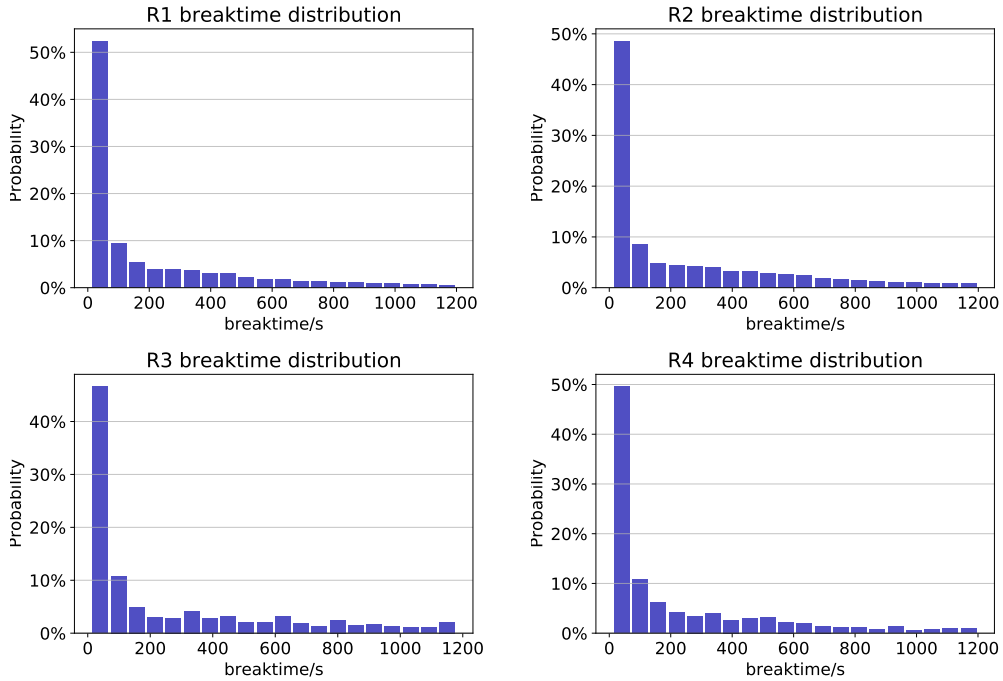 R1 breaktime distribution
50%
40%
30%
20%
10%
0%
Probability
0 200 400 600 800 1000 1200
breaktime/s
R2 breaktime distribution
50%
40%
30%
20%
10%
0%
Probability
0 200 400 600 800 1000 1200
breaktime/s
R3 breaktime distribution
40%
30%
20%
10%
0%
Probability
0 200 400 600 800 1000 1200
breaktime/s
R4 breaktime distribution
50%
40%
30%
20%
10%
0%
Probability
0 200 400 600 800 1000 1200
breaktime/s